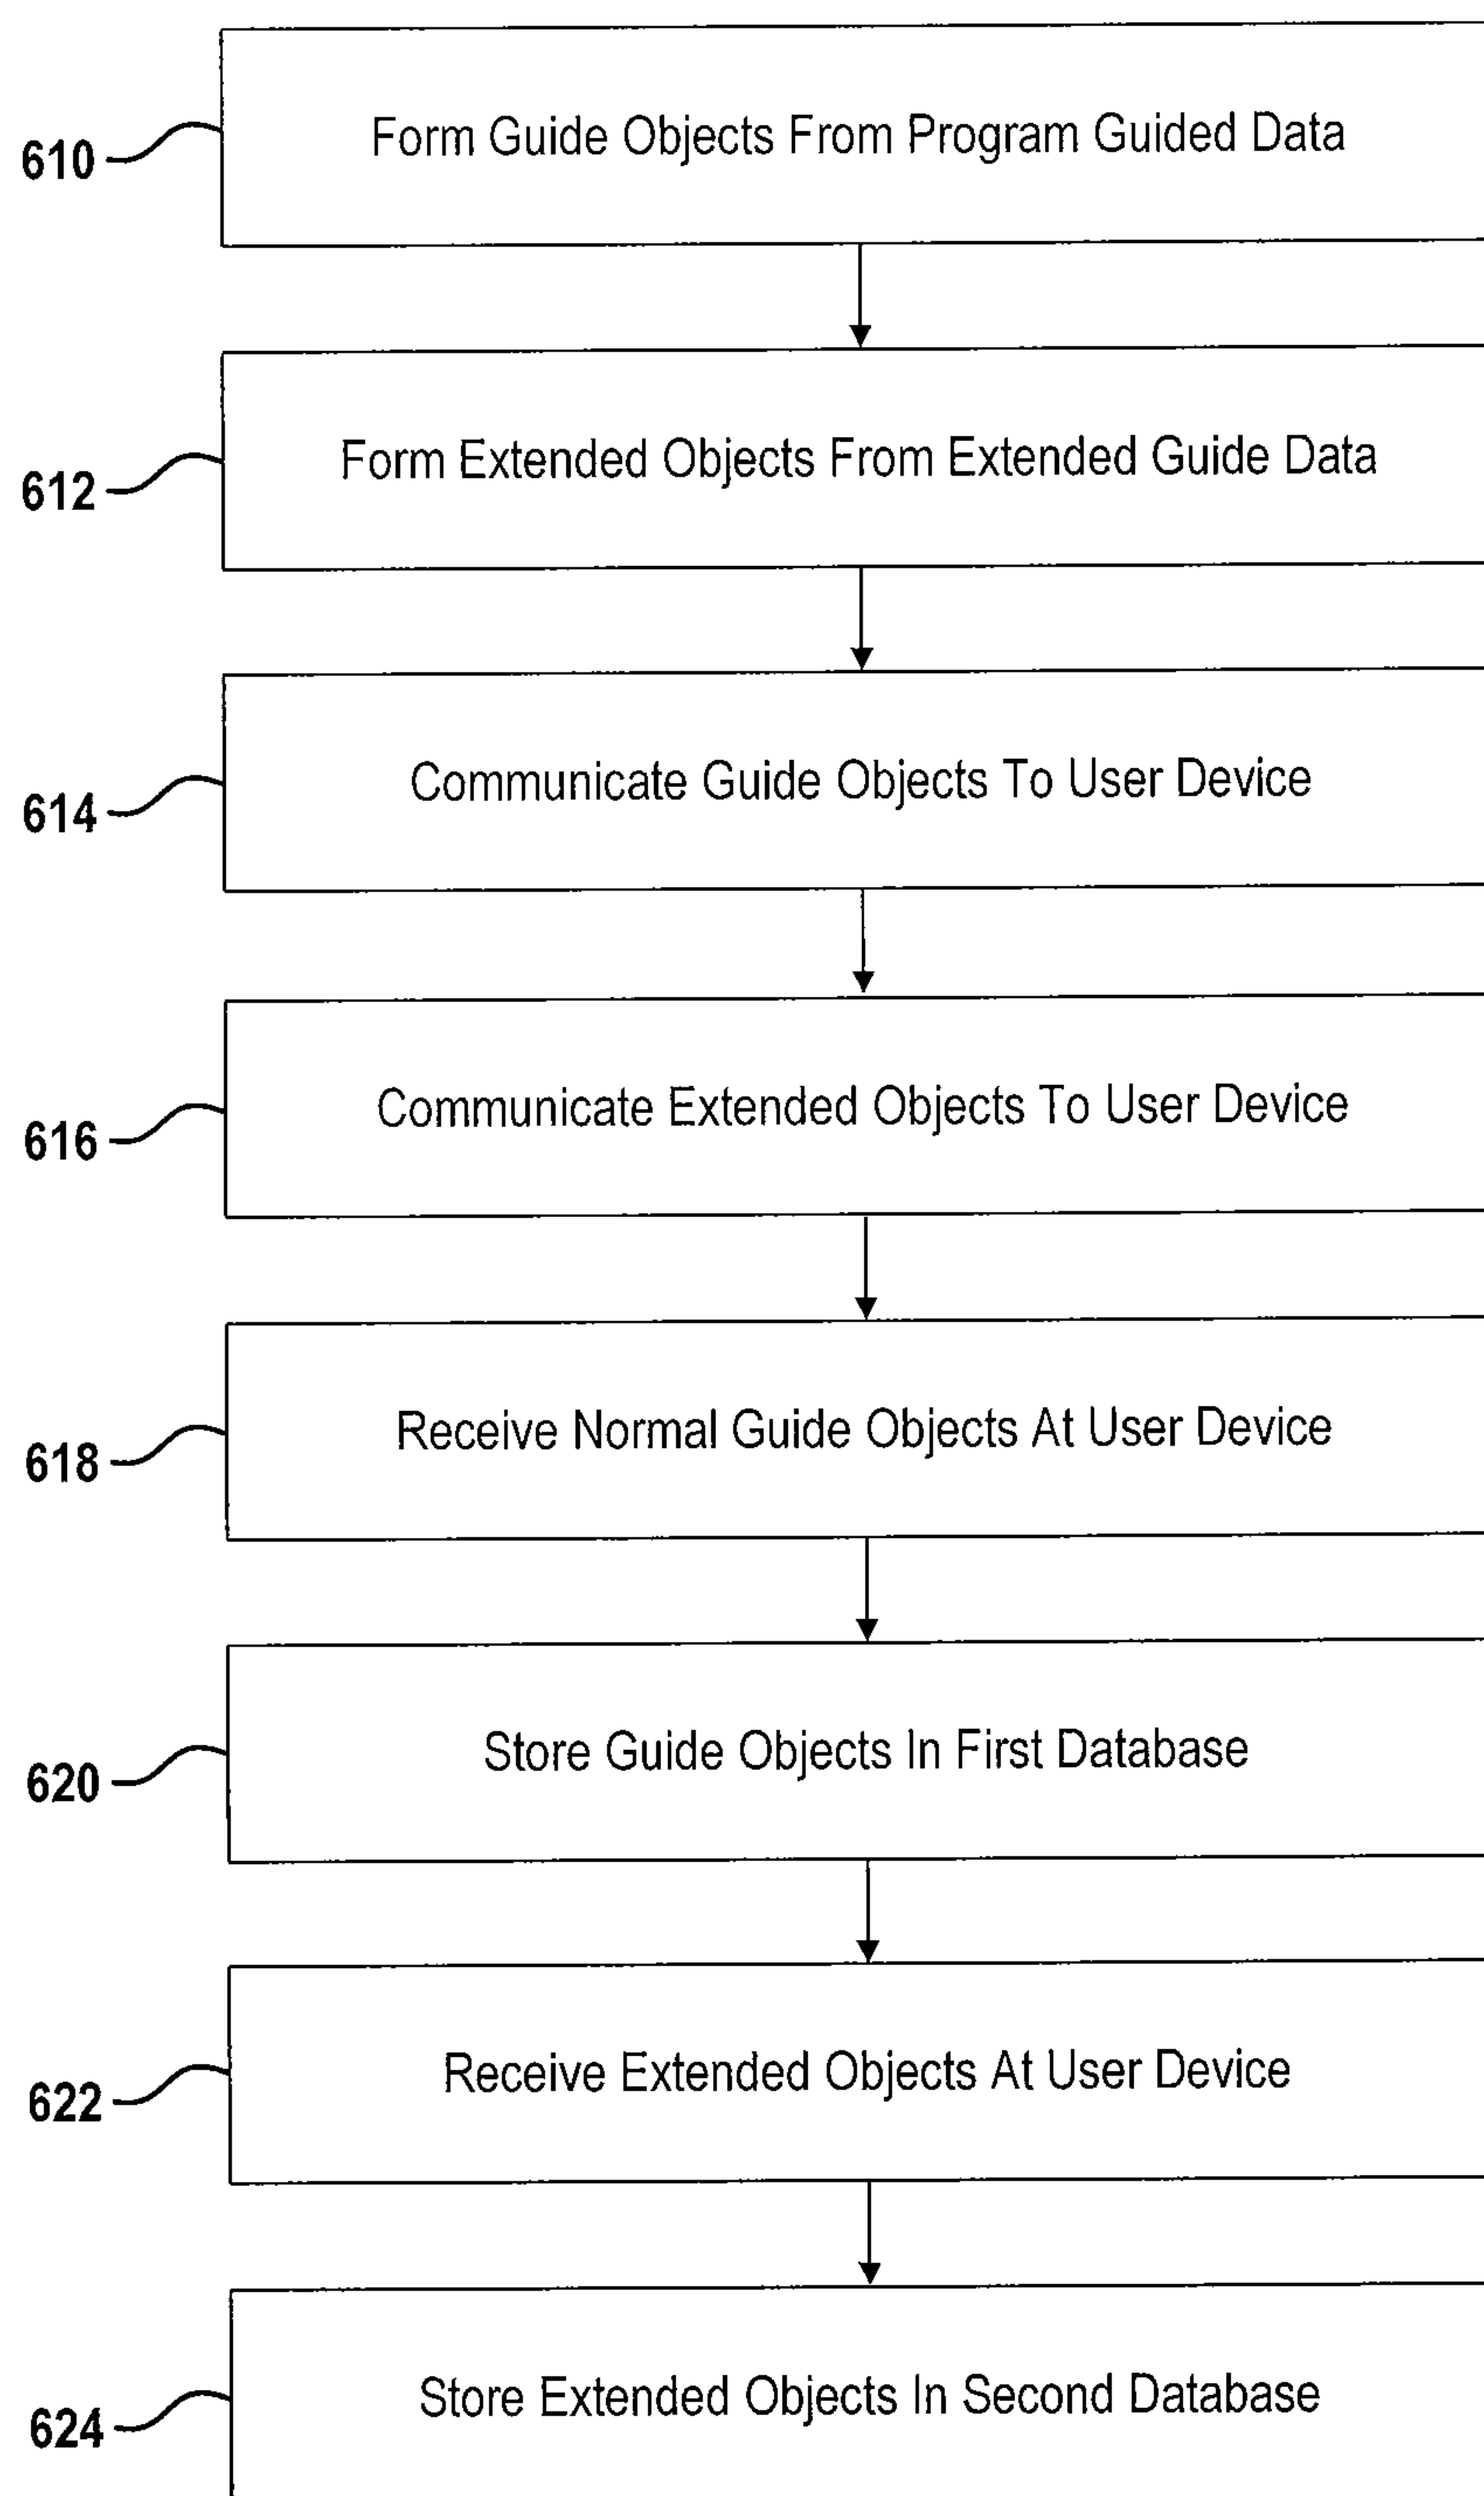 Form Guide Objects From Program Guided Data
610
Form Extended Objects From Extended Guide Data
612
Communicate Guide Objects To User Device
614
Communicate Extended Objects To User Device
616
Receive Normal Guide Objects At User Device
618
Store Guide Objects In First Database
620
Receive Extended Objects At User Device
622
Store Extended Objects In Second Database
624